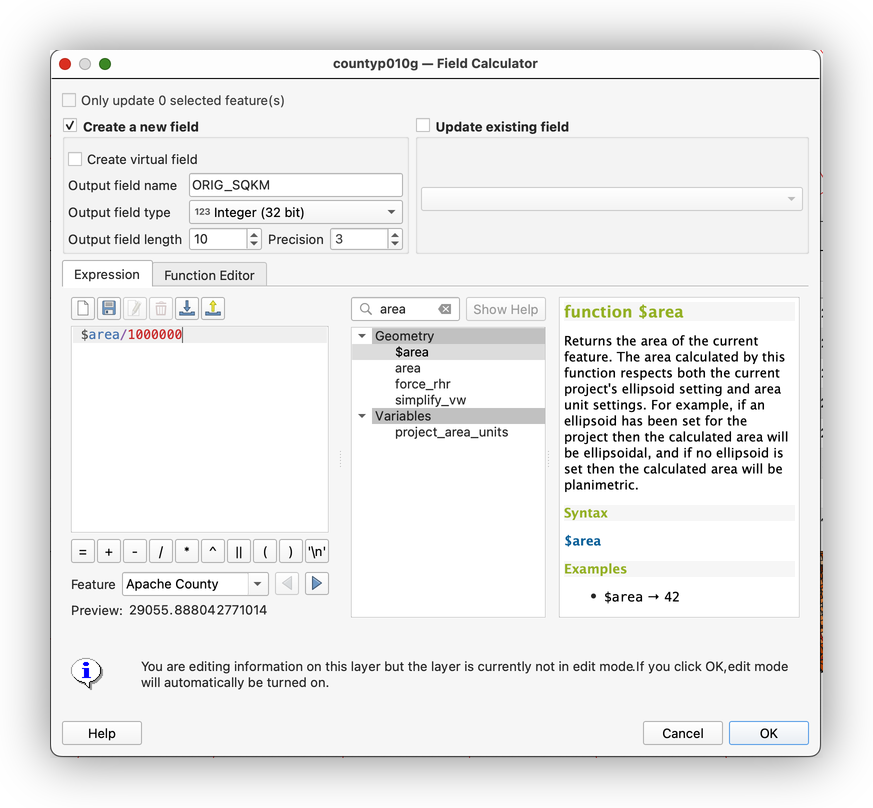 countyp010g — Field Calculator
Only update 0 selected feature(s)
Create a new field
Update existing field
Create virtual field
Output field name ORIG_SQKM
Output field type 123 Integer (32 bit)
Output field length 10 Precision 3
Expression
Function Editor
$area/1000000
= + - / * ^ || ( ) '\n'
Feature Apache County
Preview: 29055.888042771014
area
Show Help
Geometry
$area
area
force_rhr
simplify_vw
Variables
project_area_units
function $area
Returns the area of the current
feature. The area calculated by this
function respects both the current
project's ellipsoid setting and area
unit settings. For example, if an
ellipsoid has been set for the
project then the calculated area will
be ellipsoidal, and if no ellipsoid is
set then the calculated area will be
planimetric.
Syntax
$area
Examples
• $area → 42
You are editing information on this layer but the layer is currently not in edit mode.If you click OK,edit mode
will automatically be turned on.
Help
Cancel
OK